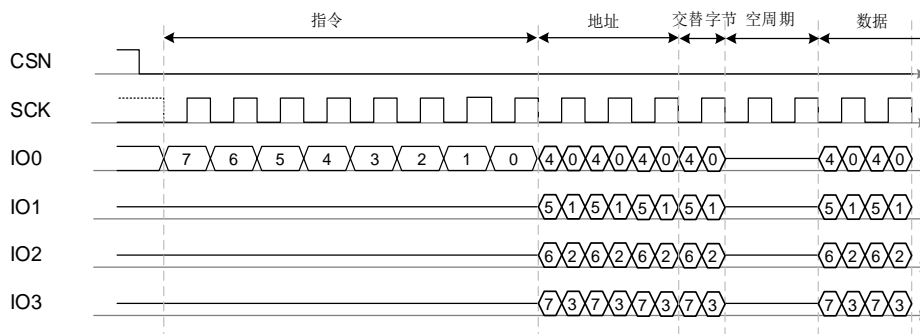 指令 地址 交替字节 空周期 数据
CSN
SCK
IO0 7 6 5 4 3 2 1 0 4 0 4 0 4 0 4 0 4 0 4 0
IO1 5 1 5 1 5 1 5 1 5 1 5 1
IO2 6 2 6 2 6 2 6 2 6 2 6 2
IO3 7 3 7 3 7 3 7 3 7 3 7 3